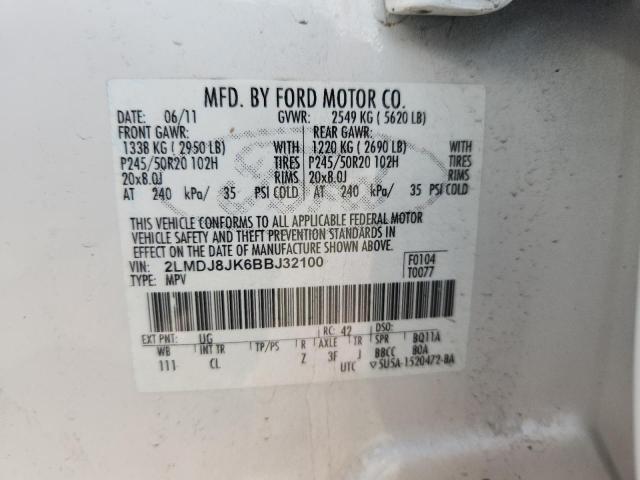 MFD. BY FORD MOTOR CO.
DATE: 06/11 GVWR: 2549 KG ( 5620 LB)
FRONT GAWR: REAR GAWR:
1338 KG ( 2950 LB) WITH 1220 KG ( 2690 LB) WITH
P245/50R20 102H TIRES P245/50R20 102H TIRES
20x8.0J RIMS 20x8.0J RIMS
AT 240 kPa/ 35 PSI COLD AT 240 kPa/ 35 PSI COLD
THIS VEHICLE CONFORMS TO ALL APPLICABLE FEDERAL MOTOR
VEHICLE SAFETY AND THEFT PREVENTION STANDARDS IN
EFFECT ON THE DATE OF MANUFACTURE SHOWN ABOVE.
VIN: 2LMDJ8JK6BBJ32100 F0104
TYPE: MPV T0077
EXT PNT: UG RC: 42 DSO:
WB INT TR TP/PS R AXLE TR SPR BQ11A
111 CL Z 3F J BBCC BOA
UTC 5U5A-1520472-BA